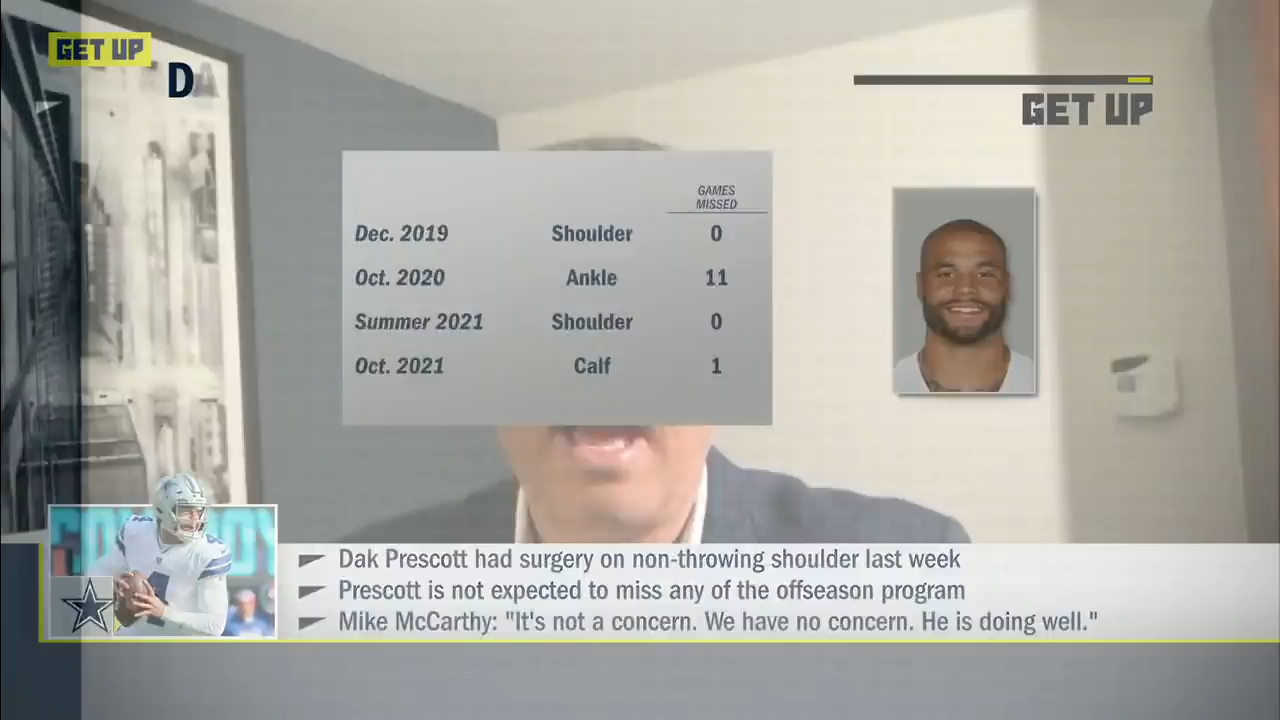 GET UP
DA
GET UP
GAMES
MISSED
Dec. 2019 Shoulder 0
Oct. 2020 Ankle 11
Summer 2021 Shoulder 0
Oct. 2021 Calf 1
Dak Prescott had surgery on non-throwing shoulder last week
Prescott is not expected to miss any of the offseason program
Mike McCarthy: "It's not a concern. We have no concern. He is doing well."